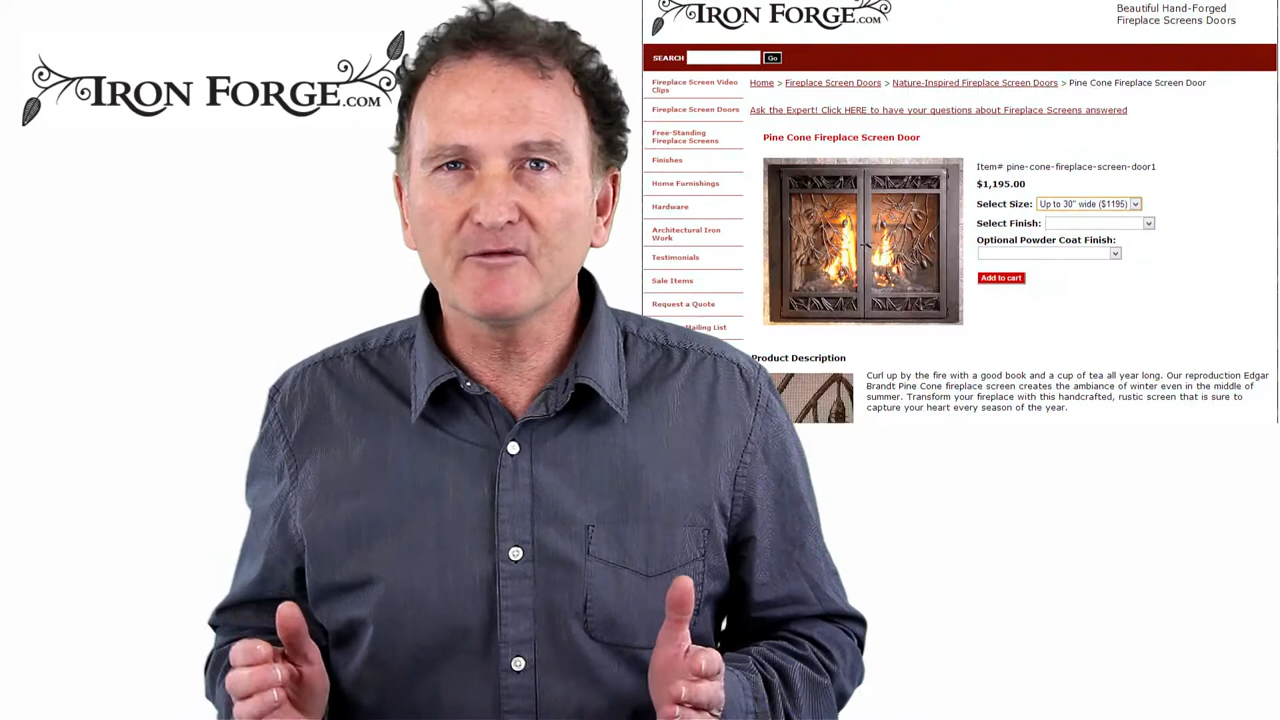 IRON FORGE.COM
IRON FORGE.COM
Beautiful Hand-Forged
Fireplace Screens Doors
SEARCH Go
Home > Fireplace Screen Doors > Nature-Inspired Fireplace Screen Doors > Pine Cone Fireplace Screen Door
Ask the Expert! Click HERE to have your questions about Fireplace Screens answered
Fireplace Screen Video
Clips
Fireplace Screen Doors
Free-Standing
Fireplace Screens
Finishes
Home Furnishings
Hardware
Architectural Iron
Work
Testimonials
Sale Items
Request a Quote
Mailing List
Pine Cone Fireplace Screen Door
Item# pine-cone-fireplace-screen-door1
$1,195.00
Select Size: Up to 30" wide ($1195)
Select Finish:
Optional Powder Coat Finish:
Add to cart
Product Description
Curl up by the fire with a good book and a cup of tea all year long. Our reproduction Edgar
Brandt Pine Cone fireplace screen creates the ambiance of winter even in the middle of
summer. Transform your fireplace with this handcrafted, rustic screen that is sure to
capture your heart every season of the year.